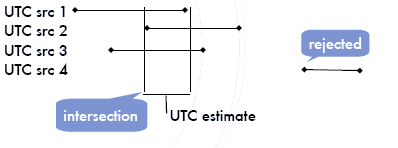 UTC src 1
UTC src 2
UTC src 3
UTC src 4
rejected
intersection
UTC estimate